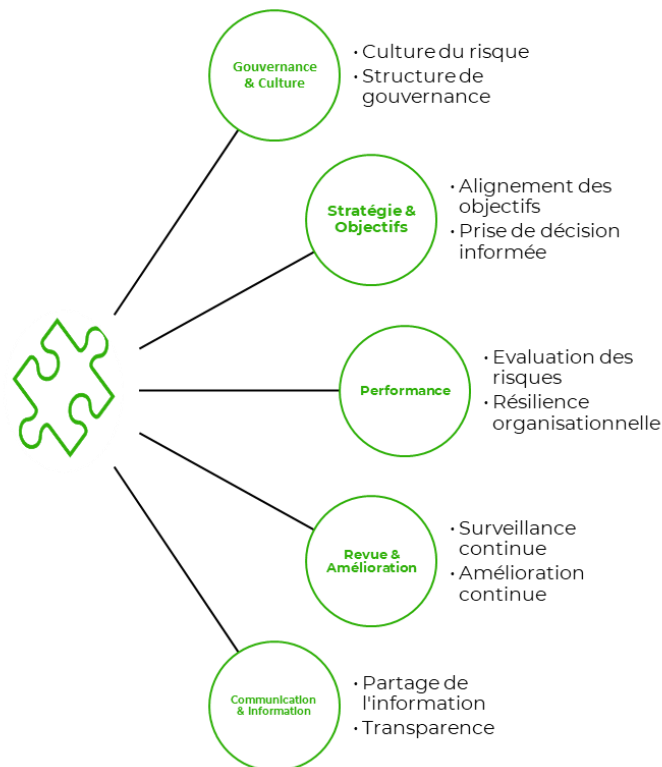 Gouvernance
& Culture
· Culture du risque
· Structure de
gouvernance
Stratégie &
Objectifs
· Alignement des
objectifs
· Prise de décision
informée
Performance
· Evaluation des
risques
· Résilience
organisationnelle
Revue &
Amélioration
· Surveillance
continue
· Amélioration
continue
Communication
& Information
· Partage de
l'information
· Transparence